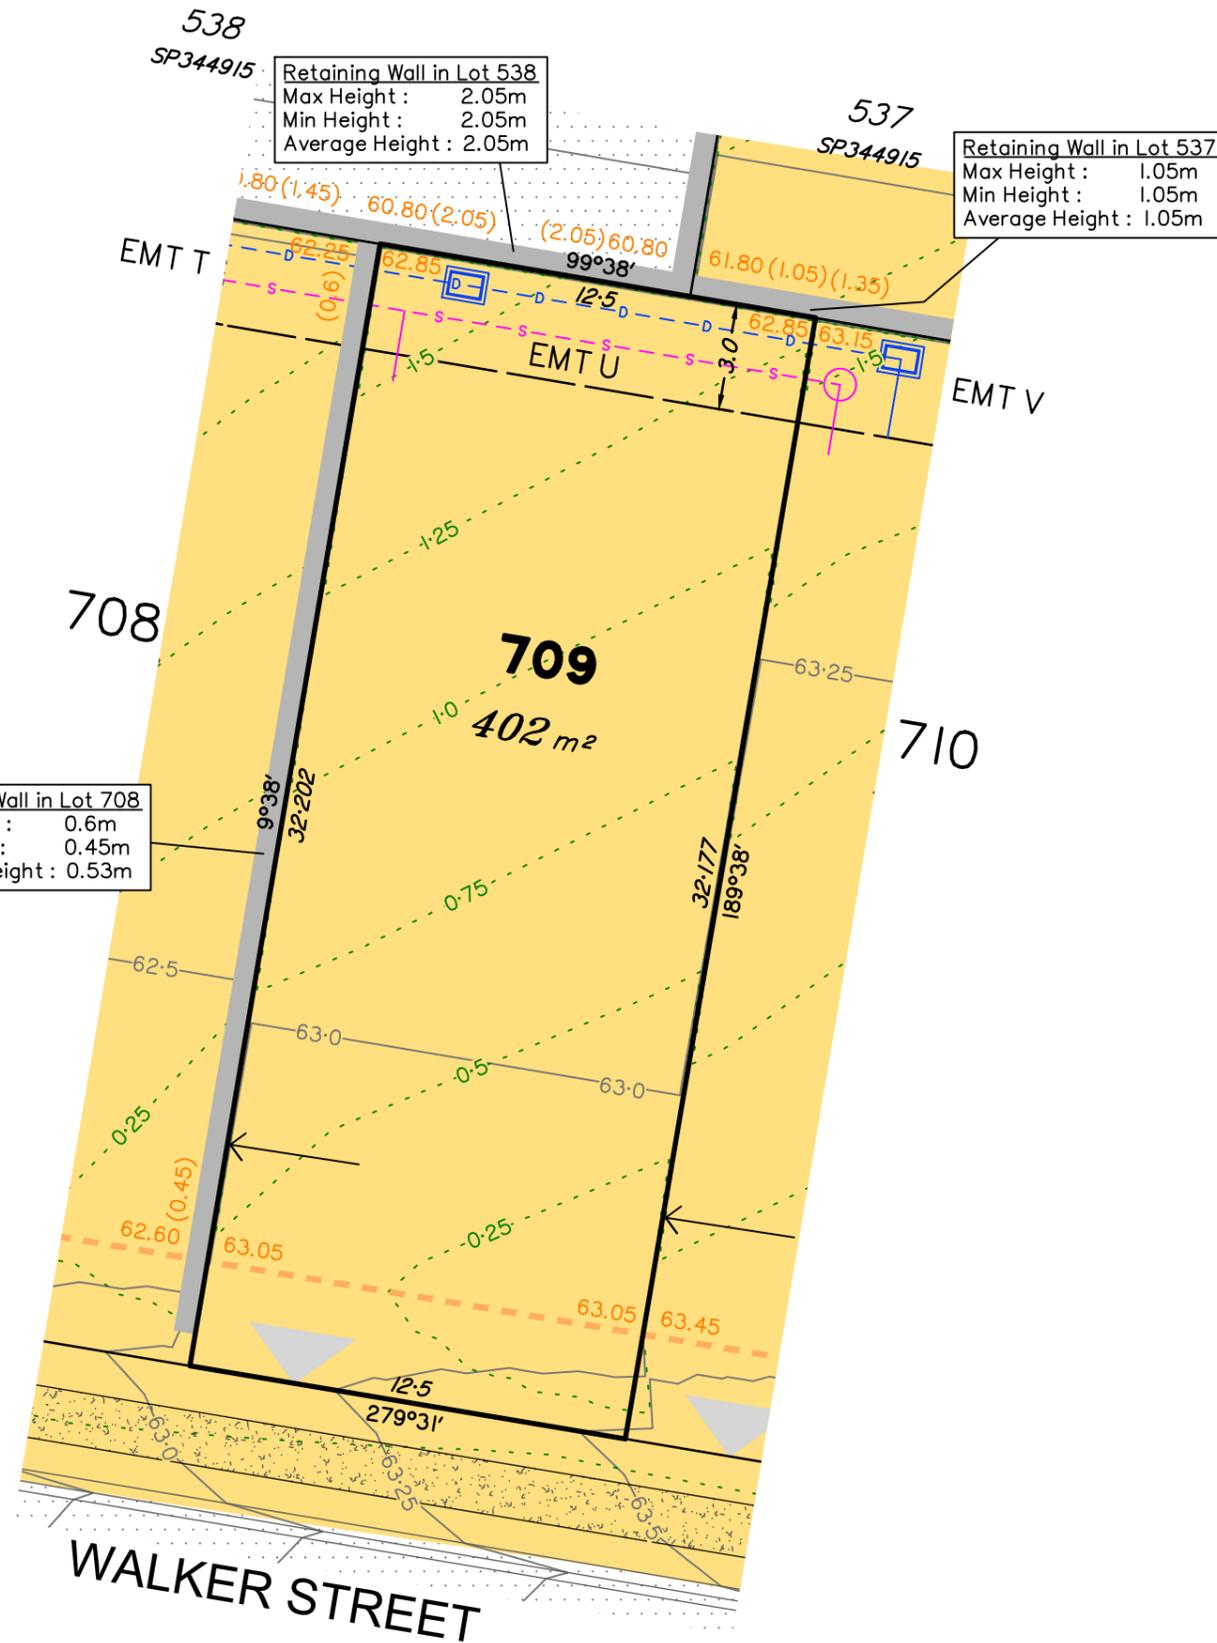 538
SP344915
Retaining Wall in Lot 538
Max Height : 2.05m
Min Height : 2.05m
Average Height : 2.05m
537
SP344915
Retaining Wall in Lot 537
Max Height : 1.05m
Min Height : 1.05m
Average Height : 1.05m
.80 (1.45)
60.80 (2.05)
(2.05) 60.80
61.80 (1.05) (1.35)
EMT T
62.25
(0.6)
62.85
99°38'
12·5
D
D
D
D
D
D
S
S
S
S
S
S
62.85
63.15
3.0
EMT U
EMT V
1·5
1·5
1·25
708
709
402 m²
1·0
63·25
710
Wall in Lot 708
: 0.6m
: 0.45m
eight : 0.53m
9°38'
32·202
32·177
189°38'
0·75
62·5
63·0
63·0
0·5
0·25
(0.45)
62.60
63.05
0·25
63.05
63.45
12·5
279°31'
63·0
63·25
63·5
WALKER STREET